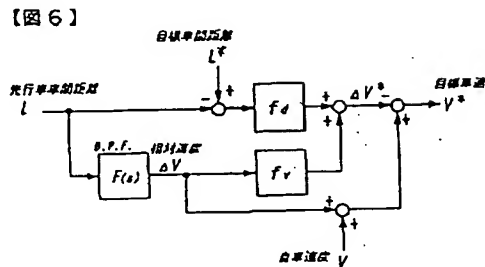 【図6】
目標車間距離
L*
先行車車間距離
L
B.P.F.
相対速度
F(s)
ΔV
fd
fv
ΔV*
目標車速
V*
自車速度
V
+
-
+
+
+
-
+
+
+